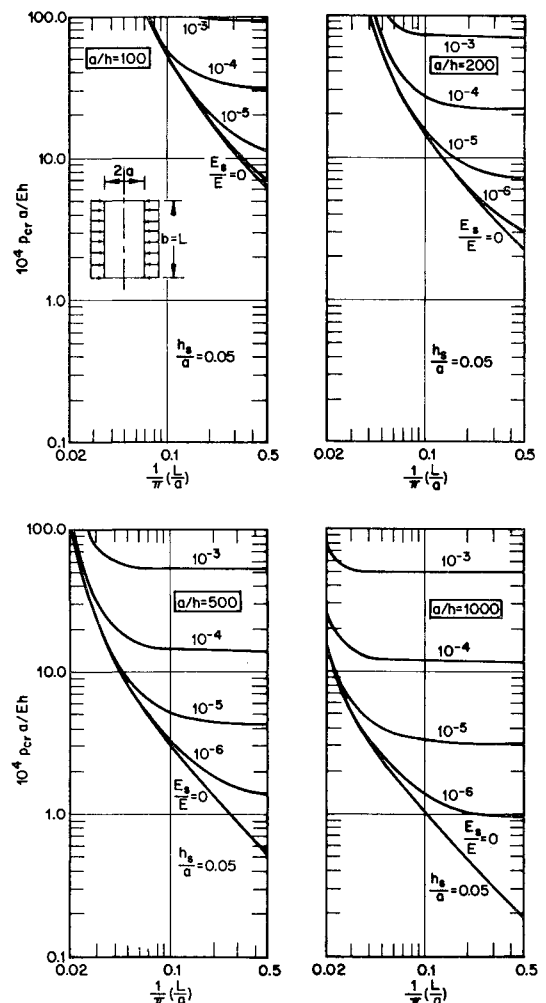 100.0
10.0
1.0
0.1
10⁴ p_cr a/Eh
a/h=100
10⁻³
10⁻⁴
10⁻⁵
E_s/E=0
2a
b=L
h_s/a=0.05
0.02 0.1 0.5
1/π(L/a)
a/h=200
10⁻³
10⁻⁴
10⁻⁵
10⁻⁶
E_s/E=0
h_s/a=0.05
0.02 0.1 0.5
1/π(L/a)
100.0
10.0
1.0
0.1
10⁴ p_cr a/Eh
10⁻³
a/h=500
10⁻⁴
10⁻⁵
10⁻⁶
E_s/E=0
h_s/a=0.05
0.02 0.1 0.5
1/π(L/a)
10⁻³
a/h=1000
10⁻⁴
10⁻⁵
10⁻⁶
E_s/E=0
h_s/a=0.05
0.02 0.1 0.5
1/π(L/a)